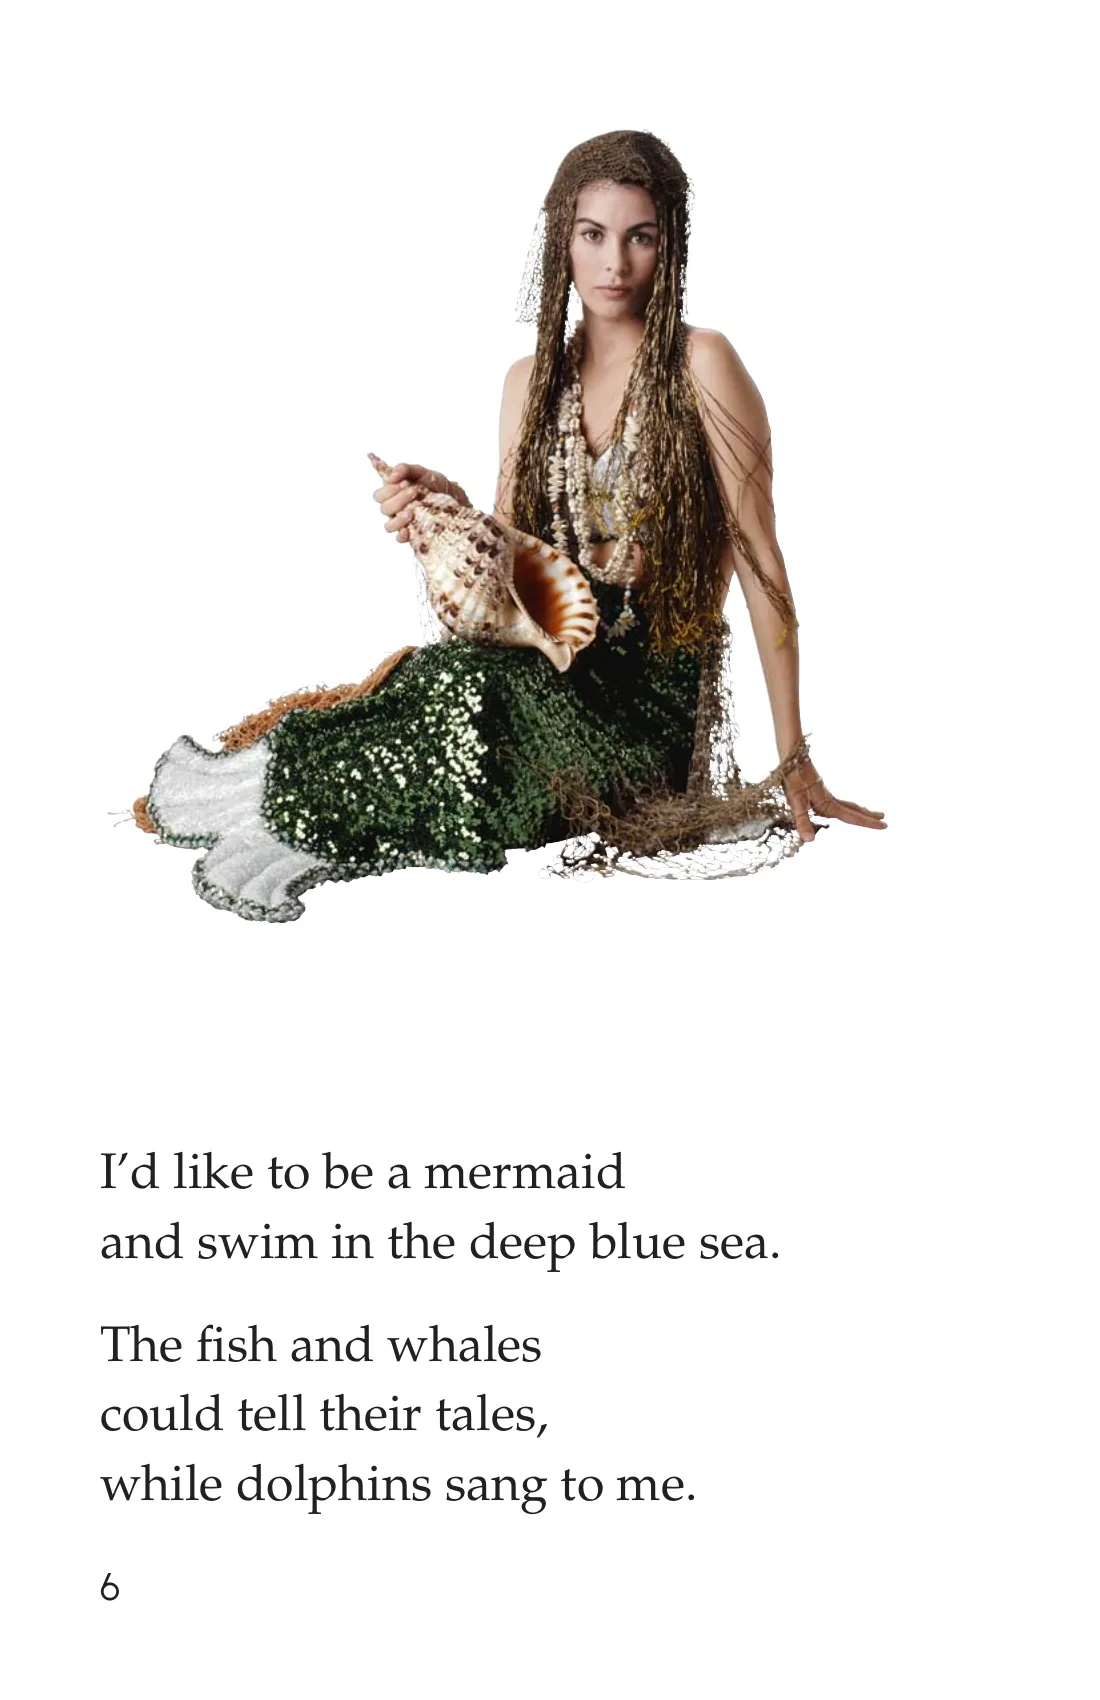 I’d like to be a mermaid
and swim in the deep blue sea.
The fish and whales
could tell their tales,
while dolphins sang to me.
6